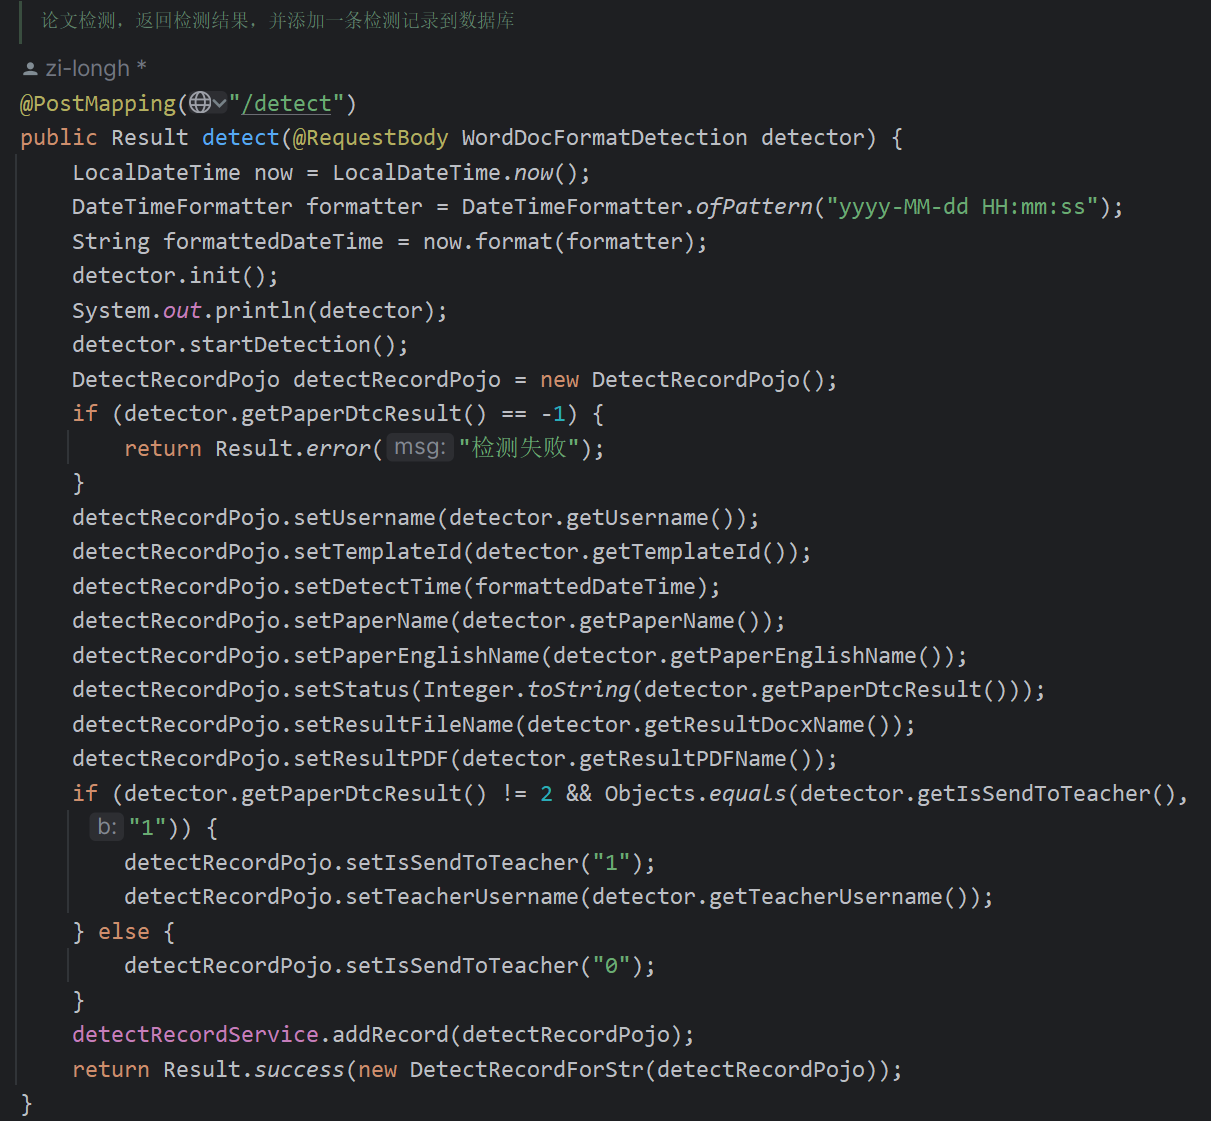 论文检测，返回检测结果，并添加一条检测记录到数据库
zi-longh *
@PostMapping("/detect")
public Result detect(@RequestBody WordDocFormatDetection detector) {
    LocalDateTime now = LocalDateTime.now();
    DateTimeFormatter formatter = DateTimeFormatter.ofPattern("yyyy-MM-dd HH:mm:ss");
    String formattedDateTime = now.format(formatter);
    detector.init();
    System.out.println(detector);
    detector.startDetection();
    DetectRecordPojo detectRecordPojo = new DetectRecordPojo();
    if (detector.getPaperDtcResult() == -1) {
        return Result.error( msg: "检测失败");
    }
    detectRecordPojo.setUsername(detector.getUsername());
    detectRecordPojo.setTemplateId(detector.getTemplateId());
    detectRecordPojo.setDetectTime(formattedDateTime);
    detectRecordPojo.setPaperName(detector.getPaperName());
    detectRecordPojo.setPaperEnglishName(detector.getPaperEnglishName());
    detectRecordPojo.setStatus(Integer.toString(detector.getPaperDtcResult()));
    detectRecordPojo.setResultFileName(detector.getResultDocxName());
    detectRecordPojo.setResultPDF(detector.getResultPDFName());
    if (detector.getPaperDtcResult() != 2 && Objects.equals(detector.getIsSendToTeacher(),
     b: "1")) {
        detectRecordPojo.setIsSendToTeacher("1");
        detectRecordPojo.setTeacherUsername(detector.getTeacherUsername());
    } else {
        detectRecordPojo.setIsSendToTeacher("0");
    }
    detectRecordService.addRecord(detectRecordPojo);
    return Result.success(new DetectRecordForStr(detectRecordPojo));
}